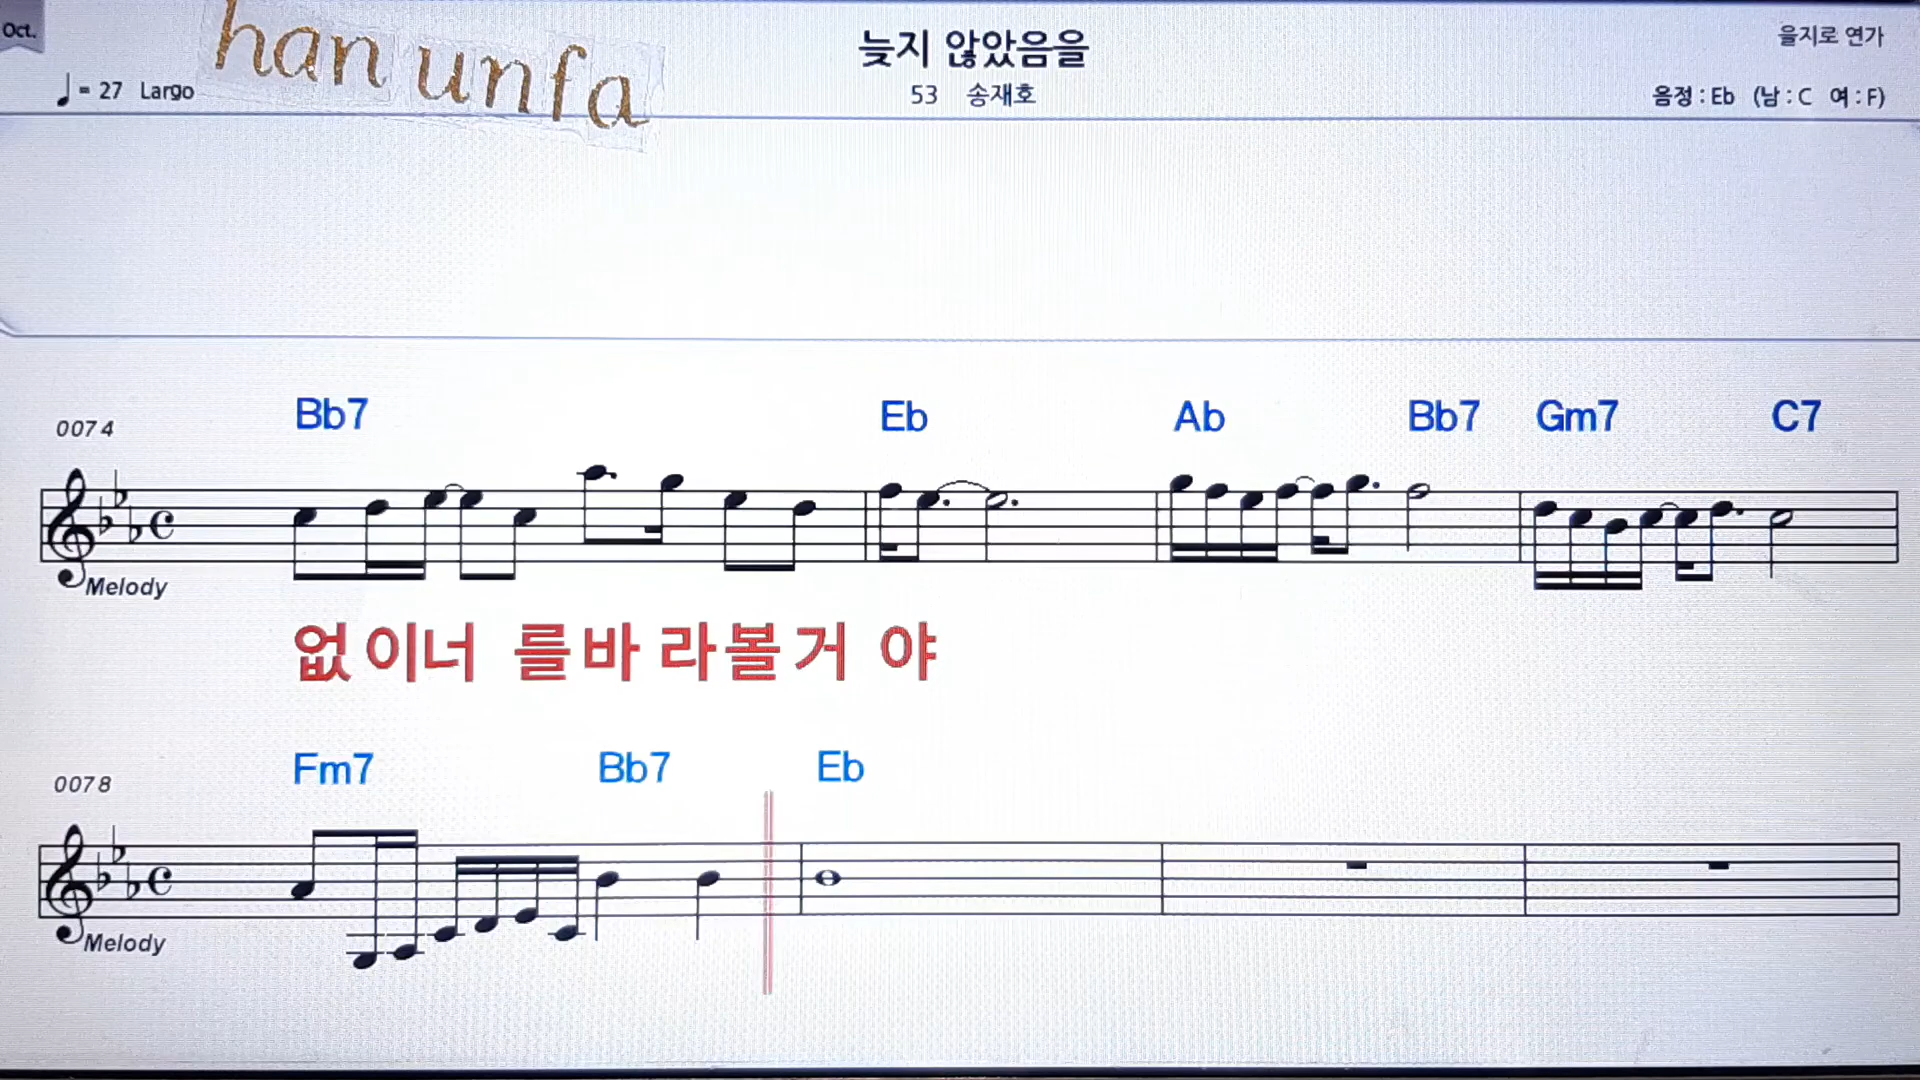 Oct.
han unfa
늦지 않았음을
을지로 연가
♩= 27 Largo
53 송재호
음정 : Eb (남 : C 여 : F)
Bb7 Eb Ab Bb7 Gm7 C7
0074
Melody
없이너 를바 라볼거 야
Fm7 Bb7 Eb
0078
Melody